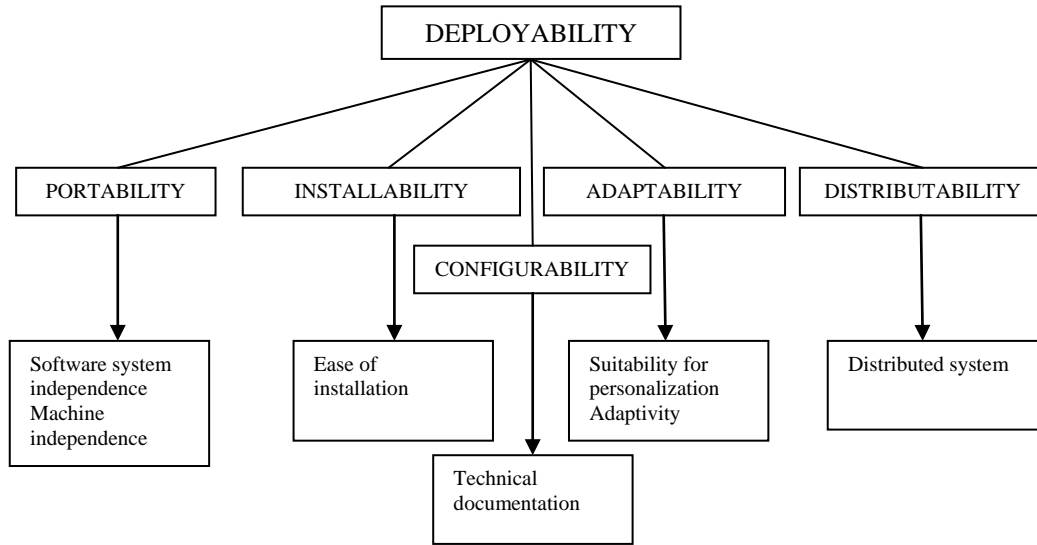 DEPLOYABILITY
PORTABILITY
INSTALLABILITY
ADAPTABILITY
DISTRIBUTABILITY
CONFIGURABILITY
Software system
independence
Machine
independence
Ease of
installation
Suitability for
personalization
Adaptivity
Distributed system
Technical
documentation